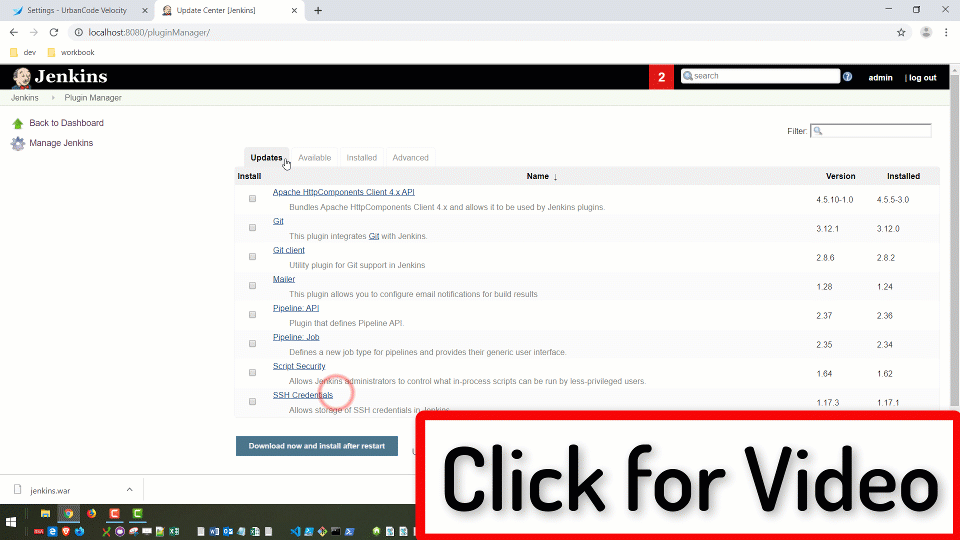 Settings - UrbanCode Velocity
Update Center [Jenkins]
localhost:8080/pluginManager/
dev workbook
Jenkins 2 search admin | log out
Jenkins Plugin Manager
Back to Dashboard
Manage Jenkins
Filter:
Updates Available Installed Advanced
Install Name ↓ Version Installed
Apache HttpComponents Client 4.x API
Bundles Apache HttpComponents Client 4.x and allows it to be used by Jenkins plugins.
4.5.10-1.0 4.5.5-3.0
Git
This plugin integrates Git with Jenkins.
3.12.1 3.12.0
Git client
Utility plugin for Git support in Jenkins
2.8.6 2.8.2
Mailer
This plugin allows you to configure email notifications for build results
1.28 1.24
Pipeline: API
Plugin that defines Pipeline API.
2.37 2.36
Pipeline: Job
Defines a new job type for pipelines and provides their generic user interface.
2.35 2.34
Script Security
Allows Jenkins administrators to control what in-process scripts can be run by less-privileged users.
1.64 1.62
SSH Credentials
Allows storage of SSH credentials in Jenkins
1.17.3 1.17.1
Download now and install after restart
Click for Video
jenkins.war